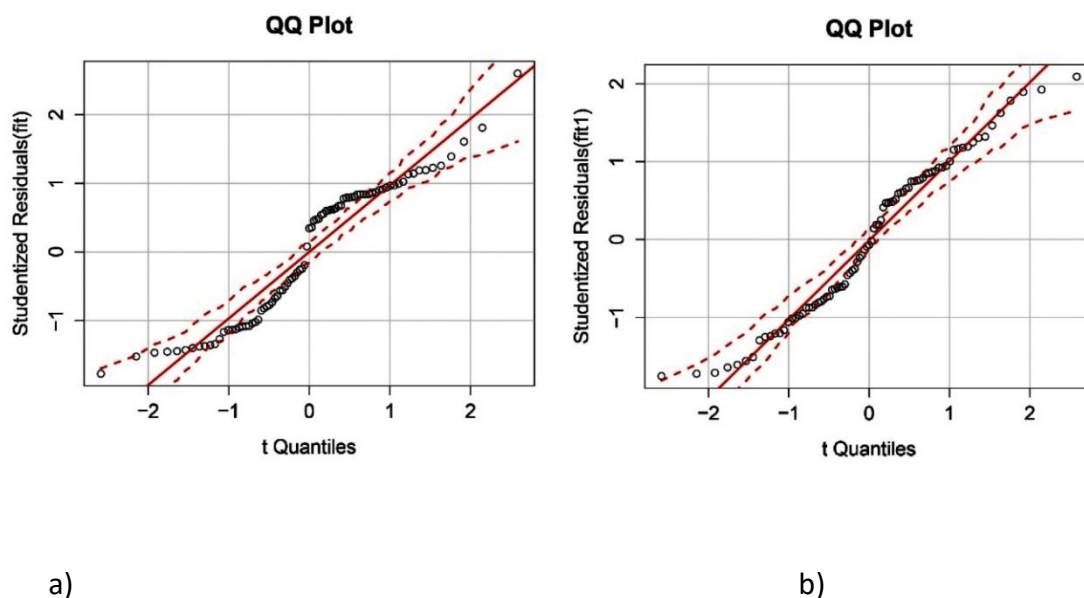 QQ Plot
Studentized Residuals(fit)
2
1
0
−1
−2 −1 0 1 2
t Quantiles
a)
QQ Plot
Studentized Residuals(fit1)
2
1
0
−1
−2 −1 0 1 2
t Quantiles
b)